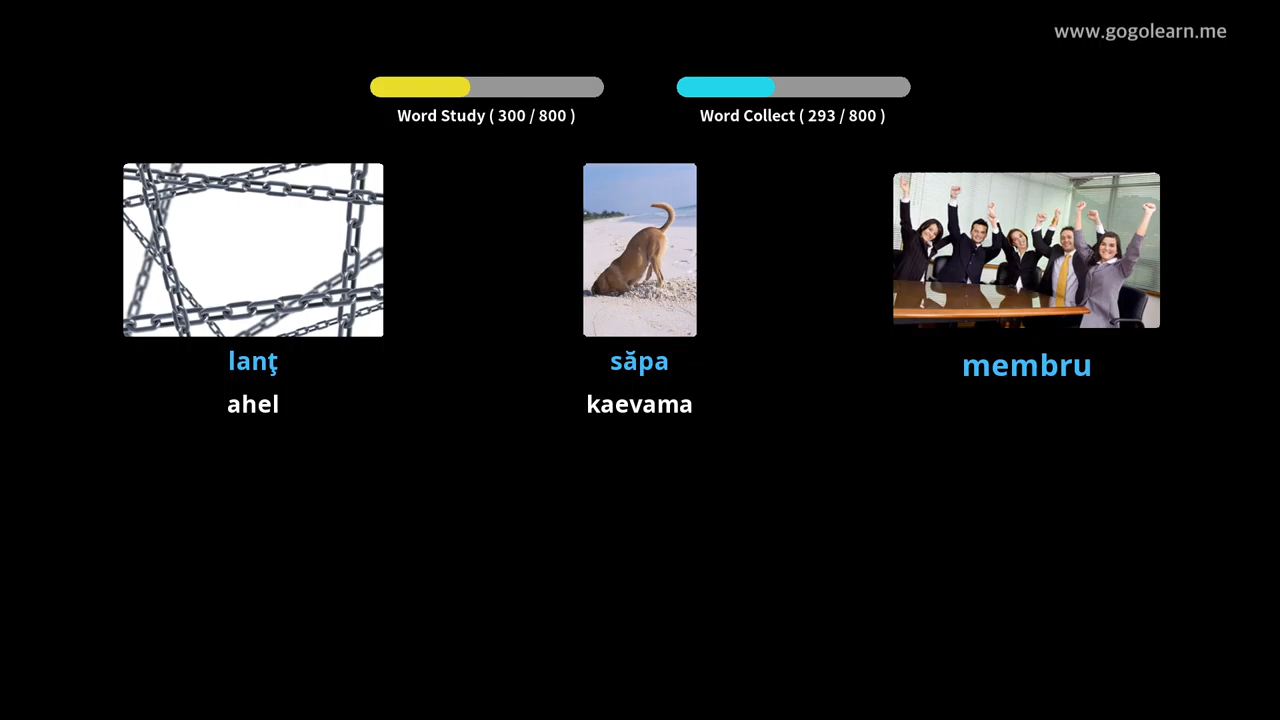 www.gogolearn.me
Word Study ( 300 / 800 )
Word Collect ( 293 / 800 )
lanţ
ahel
săpa
kaevama
membru